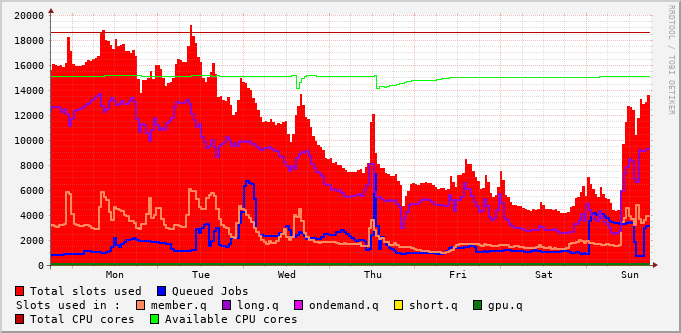 RRDTOOL / TOBI OETIKER
20000
18000
16000
14000
12000
10000
8000
6000
4000
2000
0
Mon Tue Wed Thu Fri Sat Sun
Total slots used Queued Jobs
Slots used in : member.q long.q ondemand.q short.q gpu.q
Total CPU cores Available CPU cores